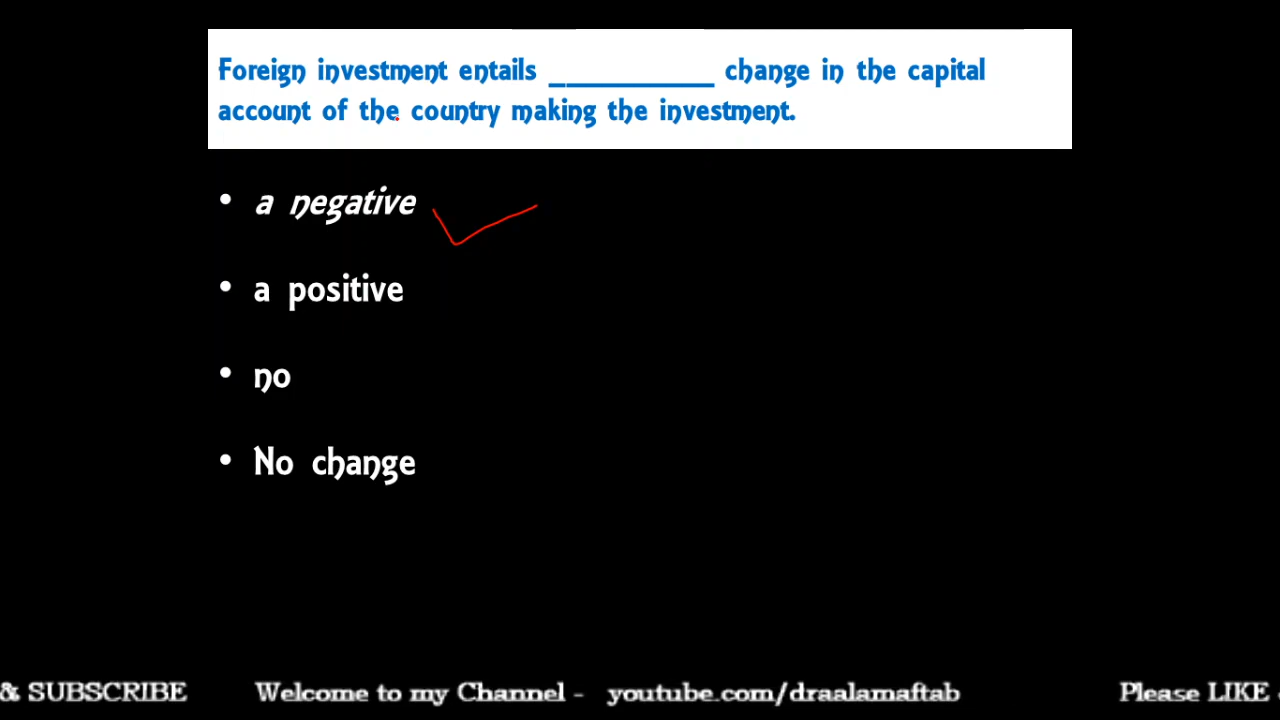 Foreign investment entails __________ change in the capital
account of the country making the investment.
• a negative
• a positive
• no
• No change
& SUBSCRIBE Welcome to my Channel - youtube.com/draalamaftab Please LIKE